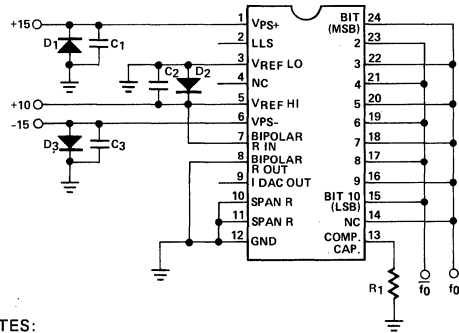 +15
D1
C1
1 VPS+
2 LLS
3 VREF LO
4 NC
C2
D2
+10
5 VREF HI
-15
6 VPS-
D3
C3
7 BIPOLAR R IN
8 BIPOLAR R OUT
9 I DAC OUT
10 SPAN R
11 SPAN R
12 GND
BIT (MSB) 24
2 23
3 22
4 21
5 20
6 19
7 18
8 17
9 16
BIT 10 (LSB) 15
NC 14
COMP. CAP. 13
R1
f̅0
f0
TES: